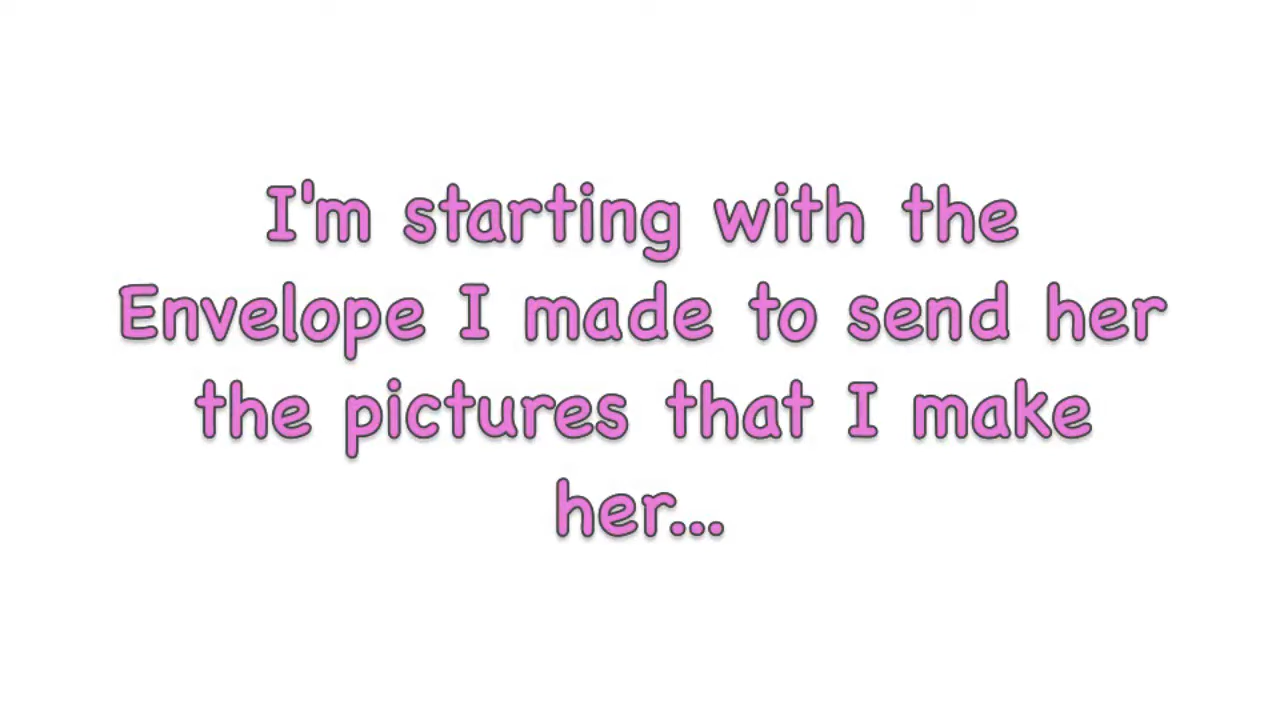 I'm starting with the
Envelope I made to send her
the pictures that I make
her...